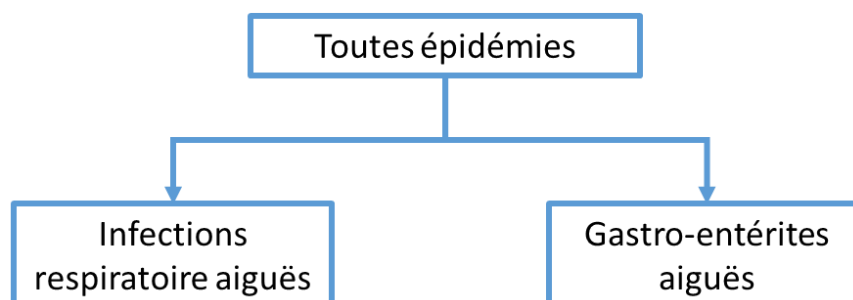 Toutes épidémies
Infections
respiratoire aiguës
Gastro-entérites
aiguës